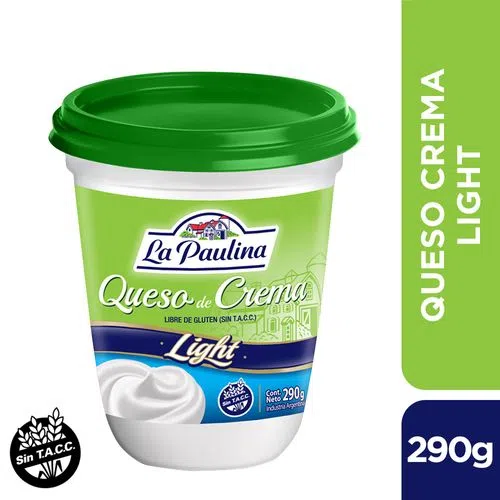 La Paulina
Queso de Crema
LIBRE DE GLUTEN (SIN T.A.C.C.)
Light
Sin T.A.C.C.
Cont.
Neto 290g
Industria Argentina
Sin T.A.C.C.
QUESO CREMA
LIGHT
290g